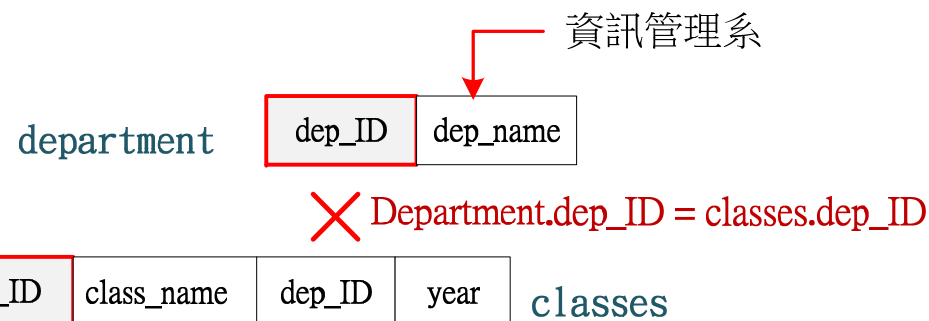 資訊管理系
department dep_ID dep_name
Department.dep_ID = classes.dep_ID
_ID class_name dep_ID year classes